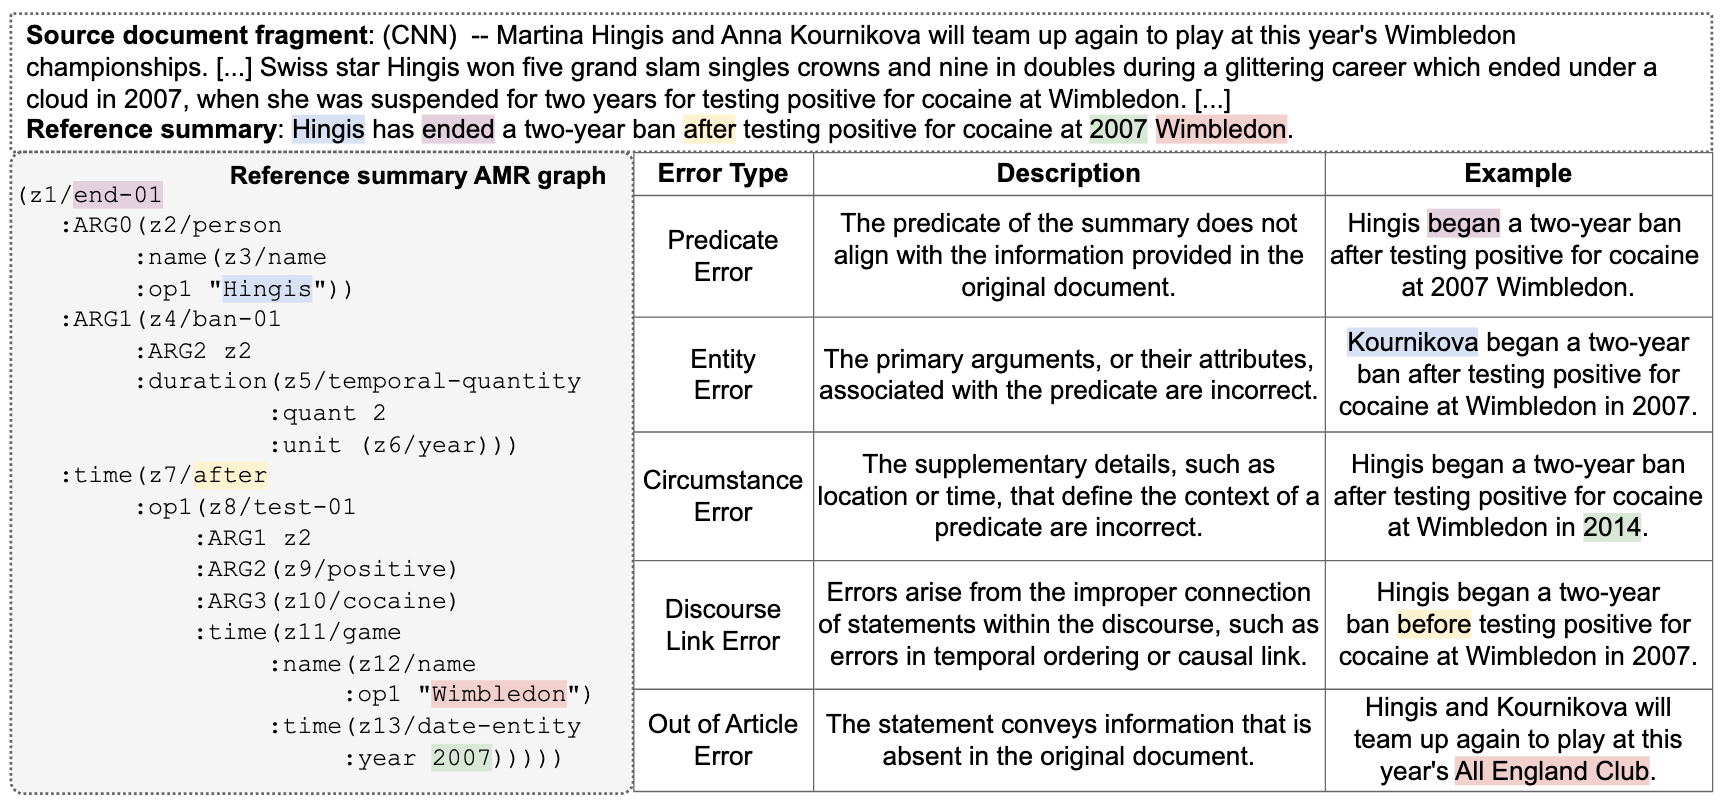 Source document fragment: (CNN)  -- Martina Hingis and Anna Kournikova will team up again to play at this year's Wimbledon
championships. [...] Swiss star Hingis won five grand slam singles crowns and nine in doubles during a glittering career which ended under a
cloud in 2007, when she was suspended for two years for testing positive for cocaine at Wimbledon. [...]
Reference summary: Hingis has ended a two-year ban after testing positive for cocaine at 2007 Wimbledon.
Reference summary AMR graph
(z1/end-01
:ARG0(z2/person
:name(z3/name
:op1 "Hingis"))
:ARG1(z4/ban-01
:ARG2 z2
:duration(z5/temporal-quantity
:quant 2
:unit (z6/year)))
:time(z7/after
:op1(z8/test-01
:ARG1 z2
:ARG2(z9/positive)
:ARG3(z10/cocaine)
:time(z11/game
:name(z12/name
:op1 "Wimbledon")
:time(z13/date-entity
:year 2007)))))
Error Type
Description
Example
Predicate
Error
The predicate of the summary does not
align with the information provided in the
original document.
Hingis began a two-year ban
after testing positive for cocaine
at 2007 Wimbledon.
Entity
Error
The primary arguments, or their attributes,
associated with the predicate are incorrect.
Kournikova began a two-year
ban after testing positive for
cocaine at Wimbledon in 2007.
Circumstance
Error
The supplementary details, such as
location or time, that define the context of a
predicate are incorrect.
Hingis began a two-year ban
after testing positive for cocaine
at Wimbledon in 2014.
Discourse
Link Error
Errors arise from the improper connection
of statements within the discourse, such as
errors in temporal ordering or causal link.
Hingis began a two-year
ban before testing positive for
cocaine at Wimbledon in 2007.
Out of Article
Error
The statement conveys information that is
absent in the original document.
Hingis and Kournikova will
team up again to play at this
year's All England Club.